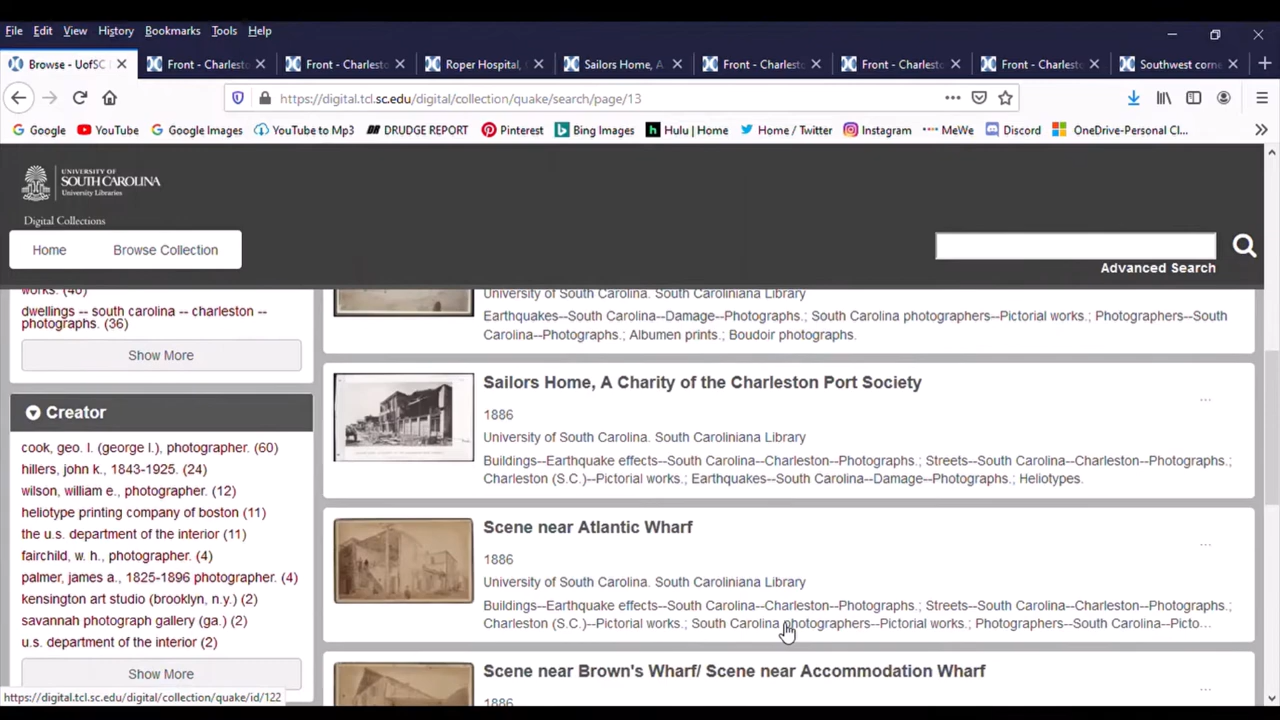 File Edit View History Bookmarks Tools Help
Browse - UofSC Front - Charlest Front - Charlesto Roper Hospital, Sailors Home, A Front - Charlesto Front - Charlesto Front - Charlesto Southwest corne
https://digital.tcl.sc.edu/digital/collection/quake/search/page/13
Google YouTube Google Images YouTube to Mp3 DRUDGE REPORT Pinterest Bing Images Hulu | Home Home / Twitter Instagram MeWe Discord OneDrive-Personal Cl...
UNIVERSITY OF
SOUTH CAROLINA
University Libraries
Digital Collections
Home Browse Collection
Advanced Search
works. (40)
dwellings -- south carolina -- charleston --
photographs. (36)
Show More
Creator
cook, geo. l. (george l.), photographer. (60)
hillers, john k., 1843-1925. (24)
wilson, william e., photographer. (12)
heliotype printing company of boston (11)
the u.s. department of the interior (11)
fairchild, w. h., photographer. (4)
palmer, james a., 1825-1896 photographer. (4)
kensington art studio (brooklyn, n.y.) (2)
savannah photograph gallery (ga.) (2)
u.s. department of the interior (2)
Show More
University of South Carolina. South Caroliniana Library
Earthquakes--South Carolina--Damage--Photographs.; South Carolina photographers--Pictorial works.; Photographers--South
Carolina--Photographs.; Albumen prints.; Boudoir photographs.
Sailors Home, A Charity of the Charleston Port Society
1886
University of South Carolina. South Caroliniana Library
Buildings--Earthquake effects--South Carolina--Charleston--Photographs.; Streets--South Carolina--Charleston--Photographs.;
Charleston (S.C.)--Pictorial works.; Earthquakes--South Carolina--Damage--Photographs.; Heliotypes.
Scene near Atlantic Wharf
1886
University of South Carolina. South Caroliniana Library
Buildings--Earthquake effects--South Carolina--Charleston--Photographs.; Streets--South Carolina--Charleston--Photographs.;
Charleston (S.C.)--Pictorial works.; South Carolina photographers--Pictorial works.; Photographers--South Carolina--Picto...
Scene near Brown's Wharf/ Scene near Accommodation Wharf
1886
https://digital.tcl.sc.edu/digital/collection/quake/id/122